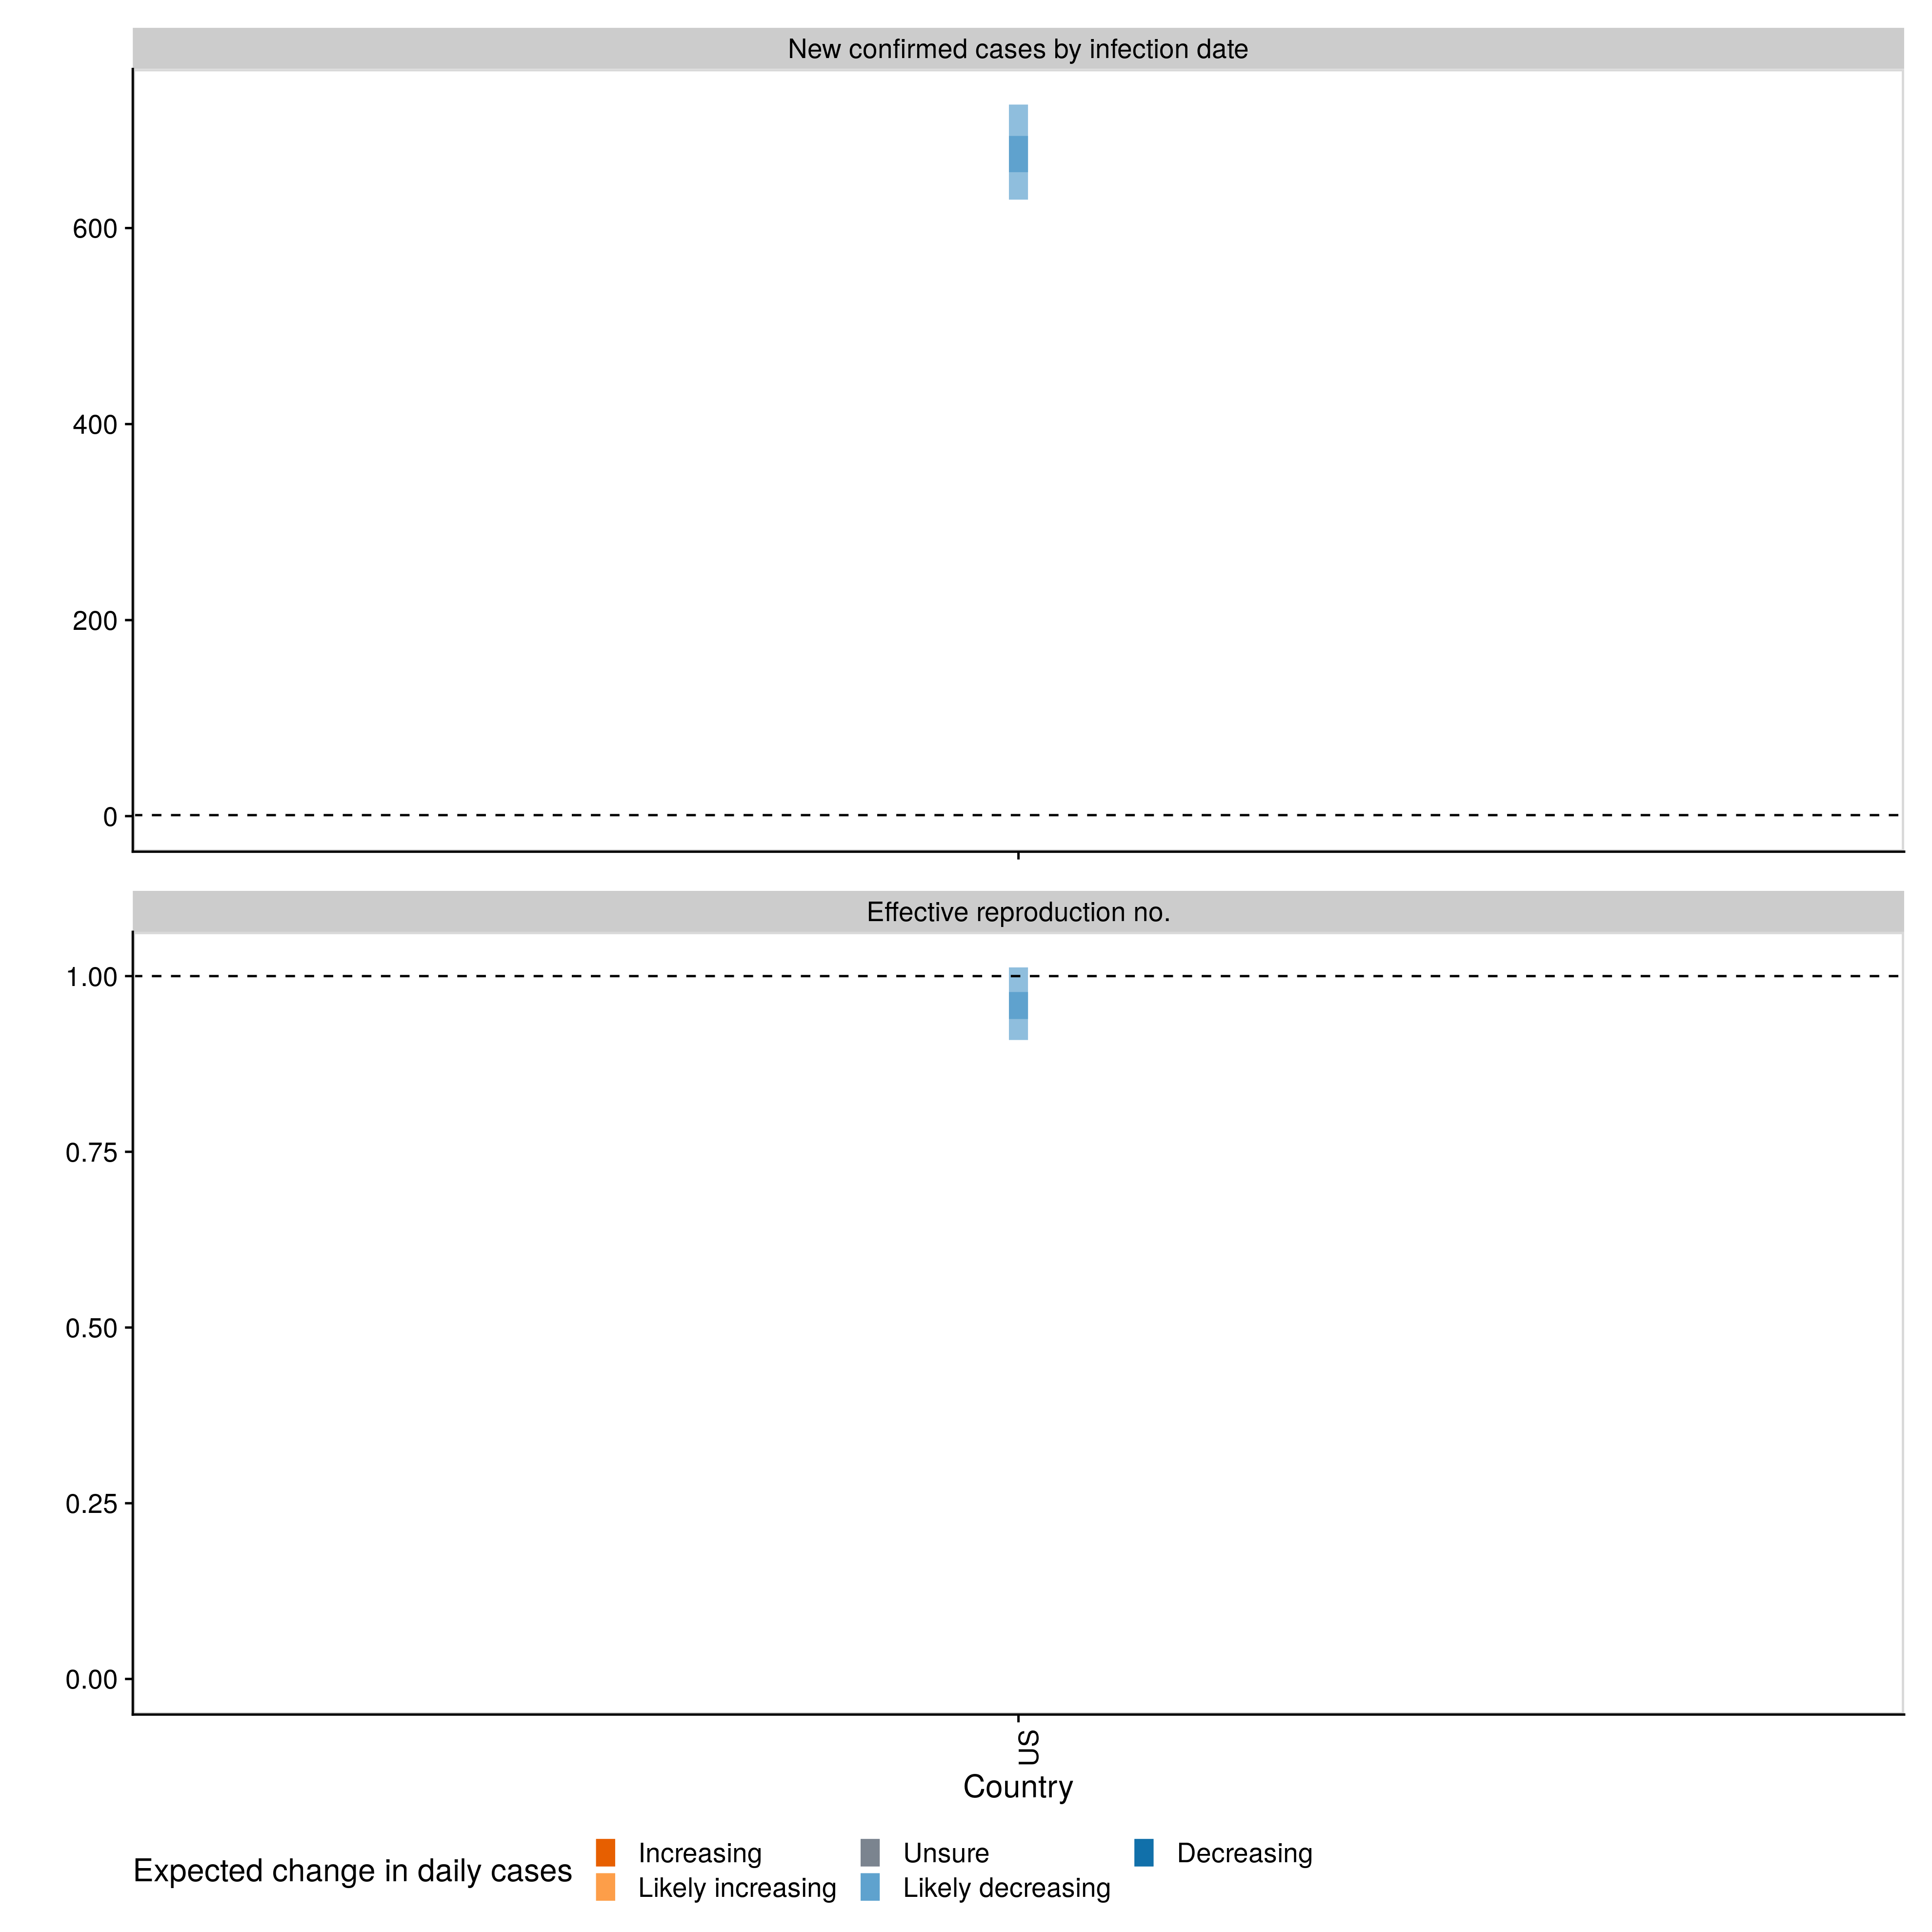 New confirmed cases by infection date
600
400
200
0
Effective reproduction no.
1.00
0.75
0.50
0.25
0.00
US
Country
Expected change in daily cases
Increasing
Unsure
Decreasing
Likely increasing
Likely decreasing